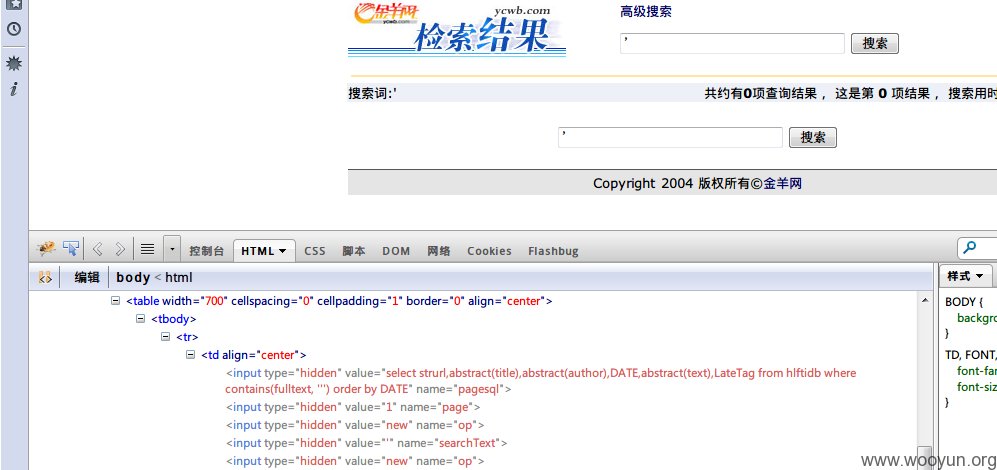 金羊网 ycwb.com
ycwb.com
检索结果
高级搜索
' 搜索
搜索词:' 共约有0项查询结果， 这是第 0 项结果， 搜索用时
' 搜索
Copyright 2004 版权所有©金羊网
控制台 HTML CSS 脚本 DOM 网络 Cookies Flashbug
编辑 body < html
样式
<table width="700" cellspacing="0" cellpadding="1" border="0" align="center">
<tbody>
<tr>
<td align="center">
<input type="hidden" value="select strurl,abstract(title),abstract(author),DATE,abstract(text),LateTag from hlftidb where
contains(fulltext, ''') order by DATE" name="pagesql">
<input type="hidden" value="1" name="page">
<input type="hidden" value="new" name="op">
<input type="hidden" value="'" name="searchText">
<input type="hidden" value="new" name="op">
BODY {
backgro
}
TD, FONT,
font-fam
font-siz
}
www.wooyun.org